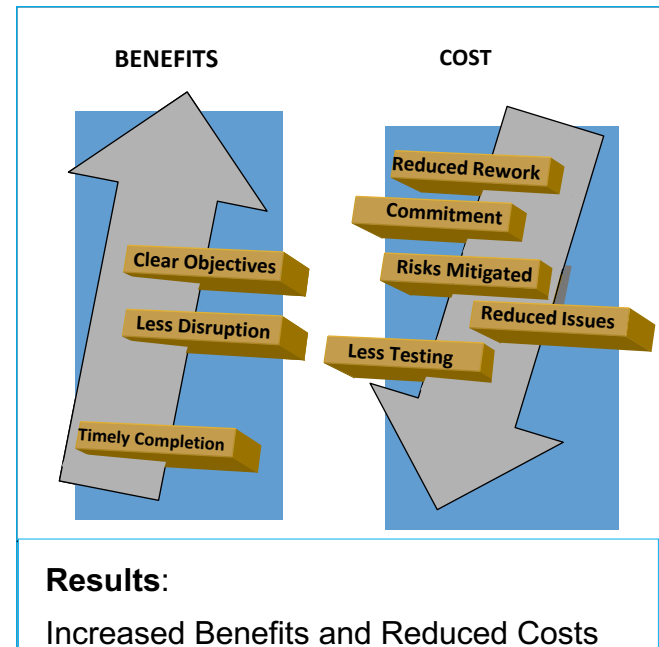 BENEFITS
COST
Clear Objectives
Less Disruption
Timely Completion
Reduced Rework
Commitment
Risks Mitigated
Reduced Issues
Less Testing
Results:
Increased Benefits and Reduced Costs